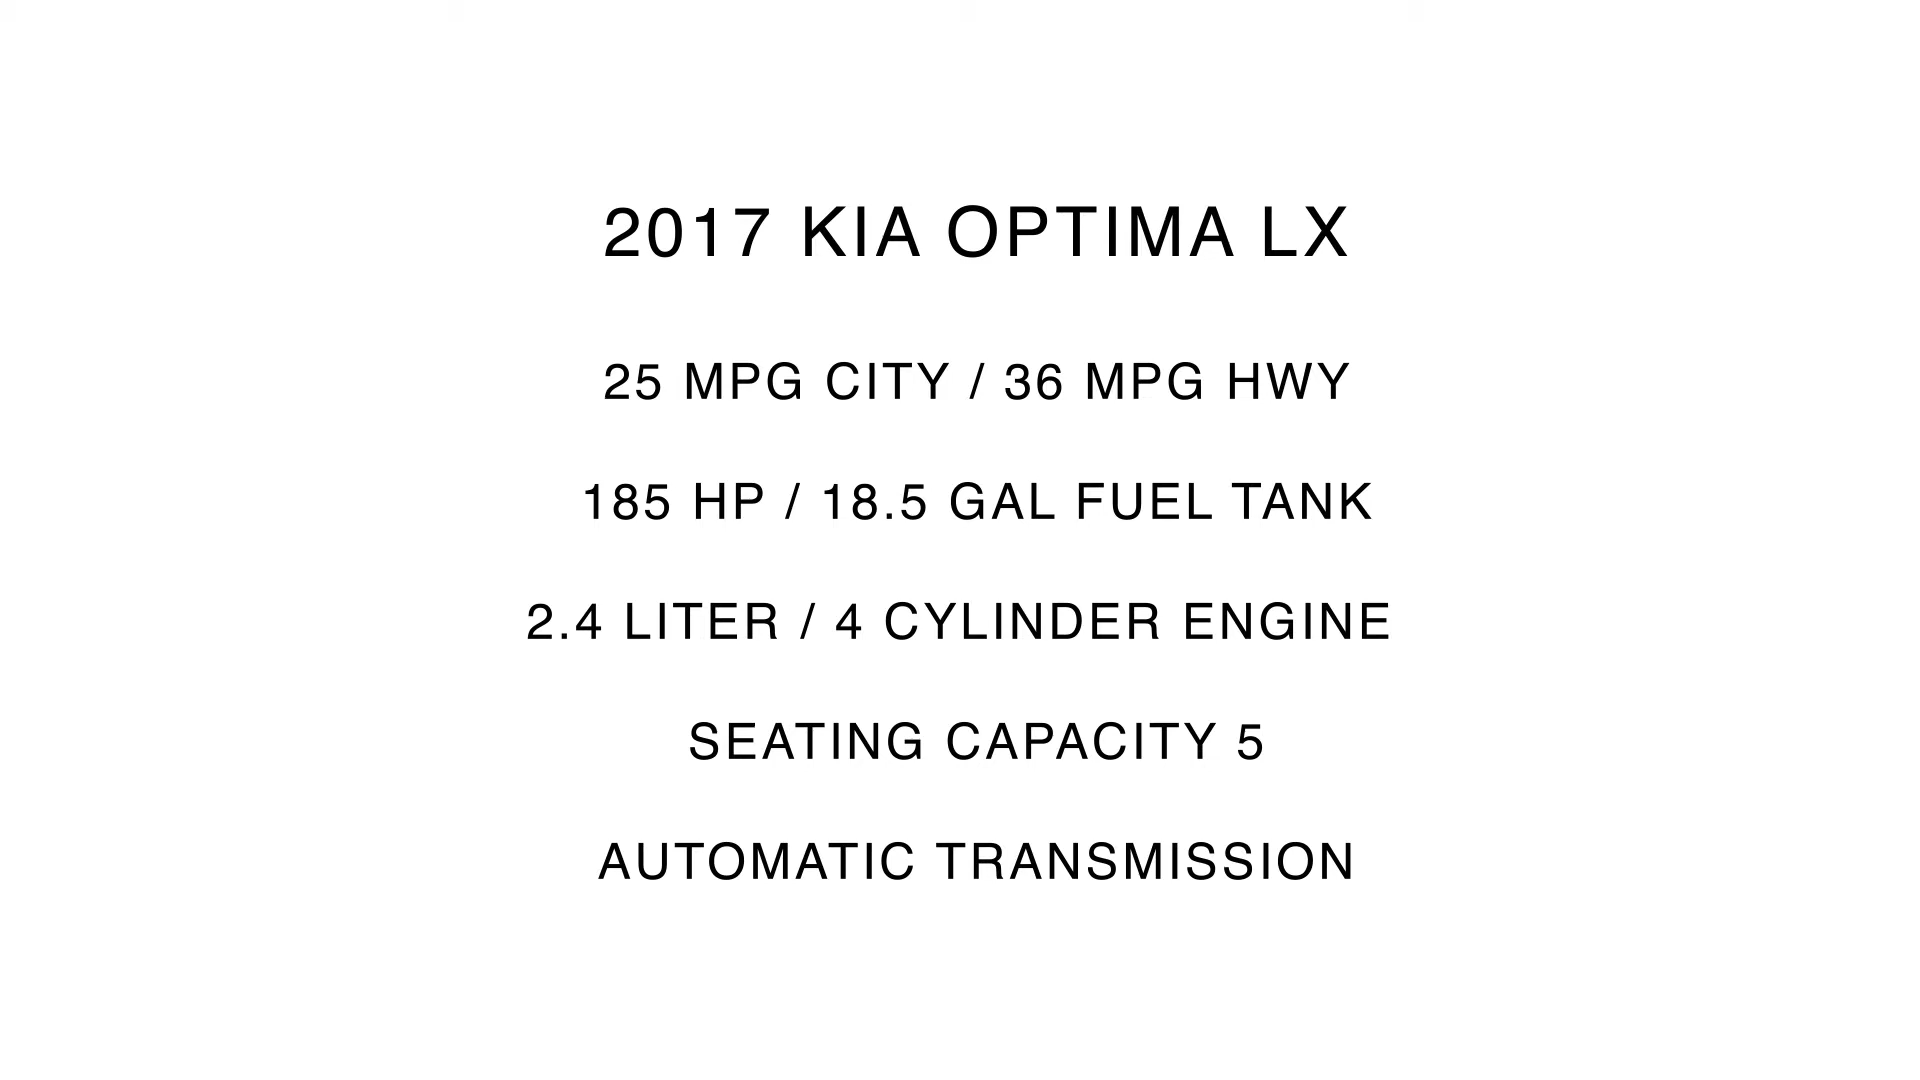 2017 KIA OPTIMA LX
25 MPG CITY / 36 MPG HWY
185 HP / 18.5 GAL FUEL TANK
2.4 LITER / 4 CYLINDER ENGINE
SEATING CAPACITY 5
AUTOMATIC TRANSMISSION